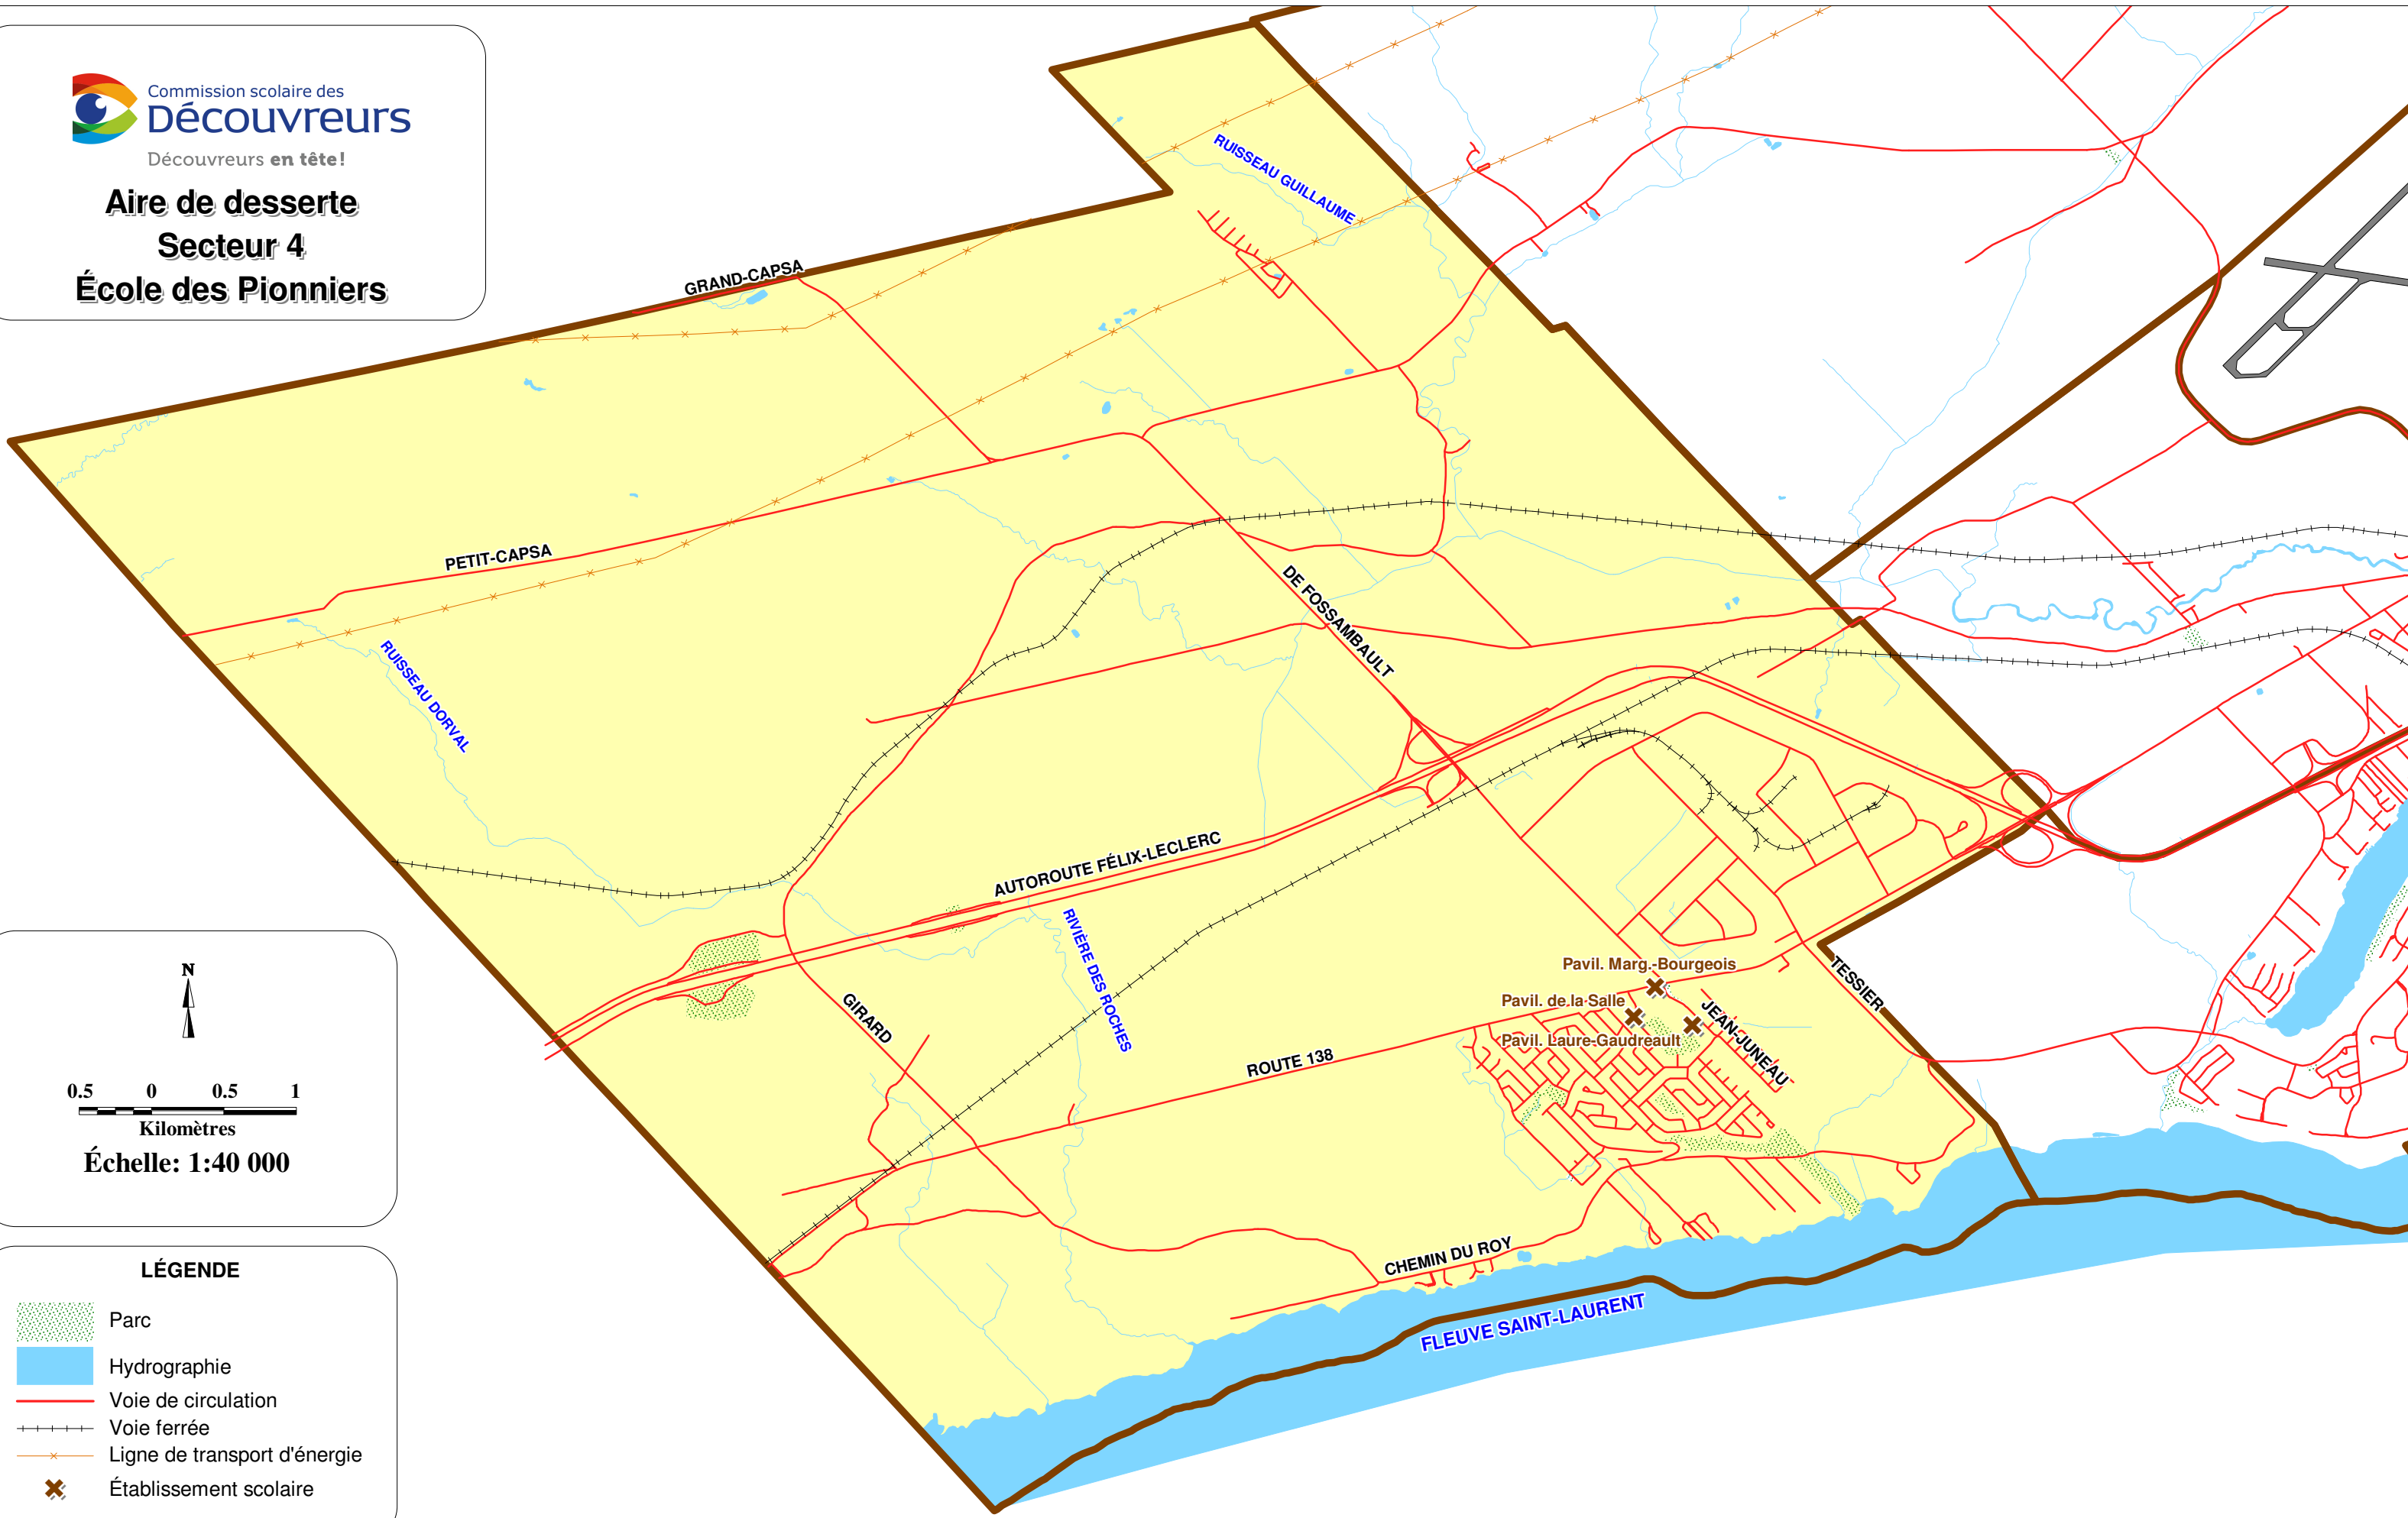 Commission scolaire des
Découvreurs
Découvreurs en tête!
Aire de desserte
Secteur 4
École des Pionniers
RUISSEAU GUILLAUME
GRAND-CAPSA
PETIT-CAPSA
DE FOSSAMBAULT
RUISSEAU DORVAL
AUTOROUTE FÉLIX-LECLERC
RIVIÈRE DES ROCHES
GIRARD
Pavil. Marg.-Bourgeois
TESSIER
Pavil. de la Salle
JEAN-JUNEAU
Pavil. Laure-Gaudreault
ROUTE 138
CHEMIN DU ROY
FLEUVE SAINT-LAURENT
N
0.5 0 0.5 1
Kilomètres
Échelle: 1:40 000
LÉGENDE
Parc
Hydrographie
Voie de circulation
Voie ferrée
Ligne de transport d'énergie
Établissement scolaire